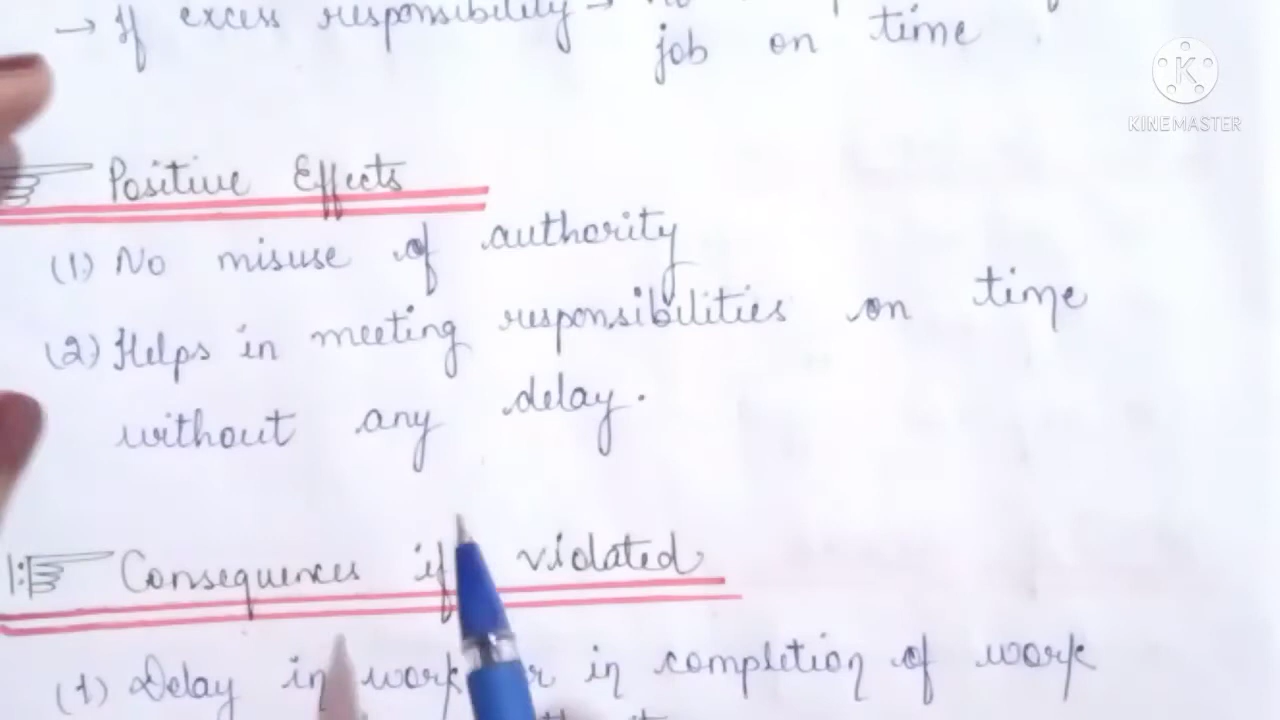 → If excess responsibility →
job on time.
Positive Effects
(1) No misuse of authority
(2) Helps in meeting responsibilities on time
without any delay.
Consequences if violated
(1) Delay in work or in completion of work
K
KINEMASTER